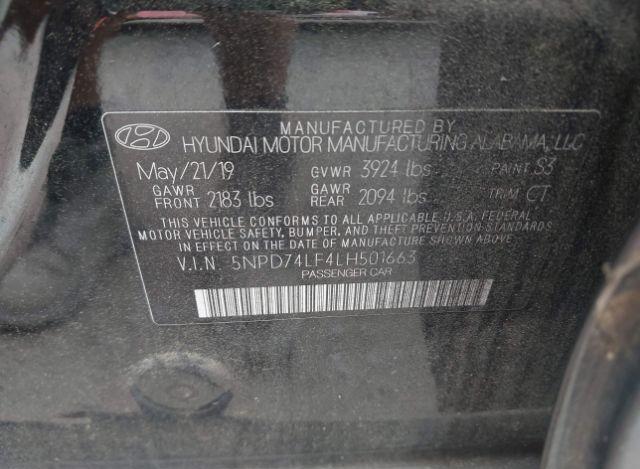 MANUFACTURED BY
HYUNDAI MOTOR MANUFACTURING ALABAMA, LLC
May/21/19 GVWR 3924 lbs PAINT S3
GAWR FRONT 2183 lbs GAWR REAR 2094 lbs TRIM CT
THIS VEHICLE CONFORMS TO ALL APPLICABLE U.S.A. FEDERAL
MOTOR VEHICLE SAFETY, BUMPER, AND THEFT PREVENTION STANDARDS
IN EFFECT ON THE DATE OF MANUFACTURE SHOWN ABOVE.
V.I.N 5NPD74LF4LH501663
PASSENGER CAR